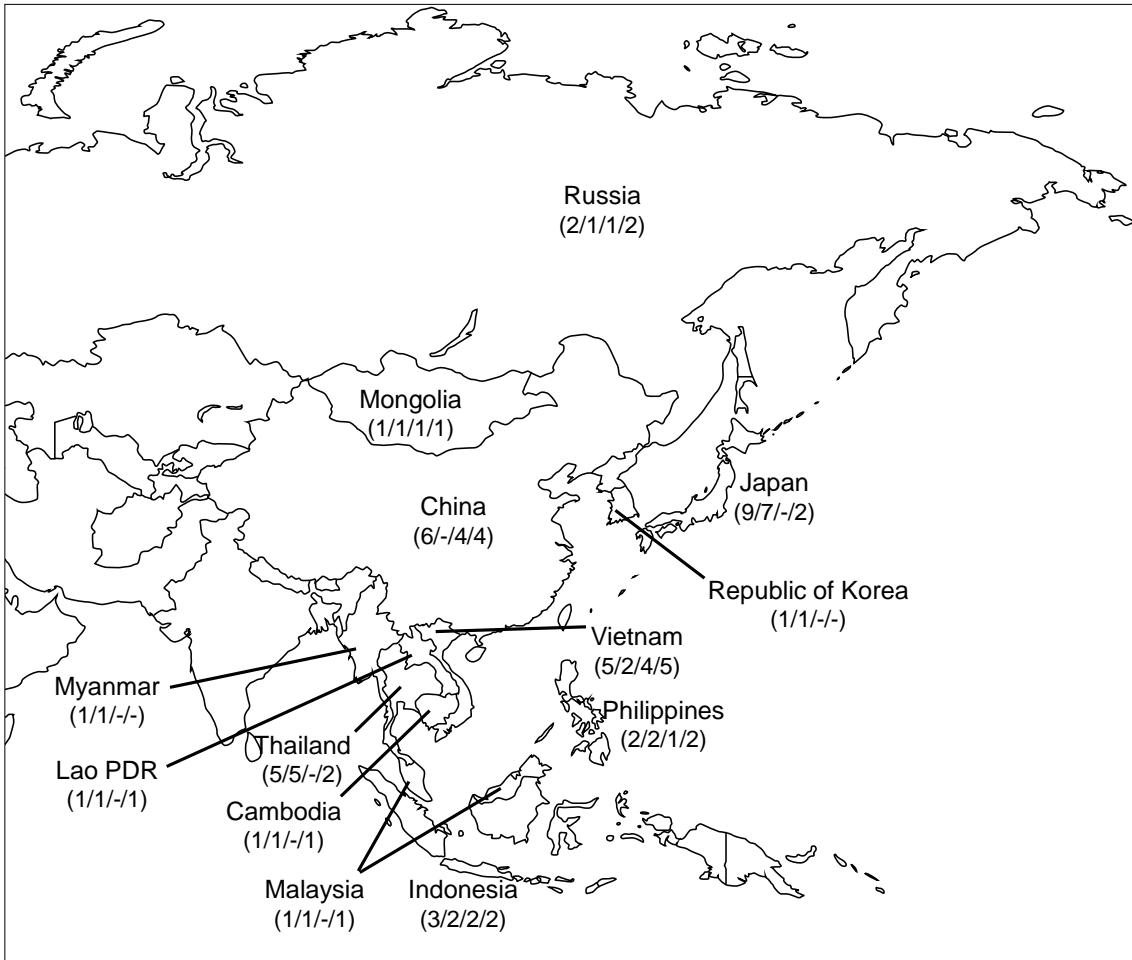 Russia
(2/1/1/2)
Mongolia
(1/1/1/1)
China
(6/-/4/4)
Japan
(9/7/-/2)
Republic of Korea
(1/1/-/-)
Vietnam
(5/2/4/5)
Myanmar
(1/1/-/-)
Philippines
(2/2/1/2)
Thailand
(5/5/-/2)
Lao PDR
(1/1/-/1)
Cambodia
(1/1/-/1)
Malaysia
(1/1/-/1)
Indonesia
(3/2/2/2)